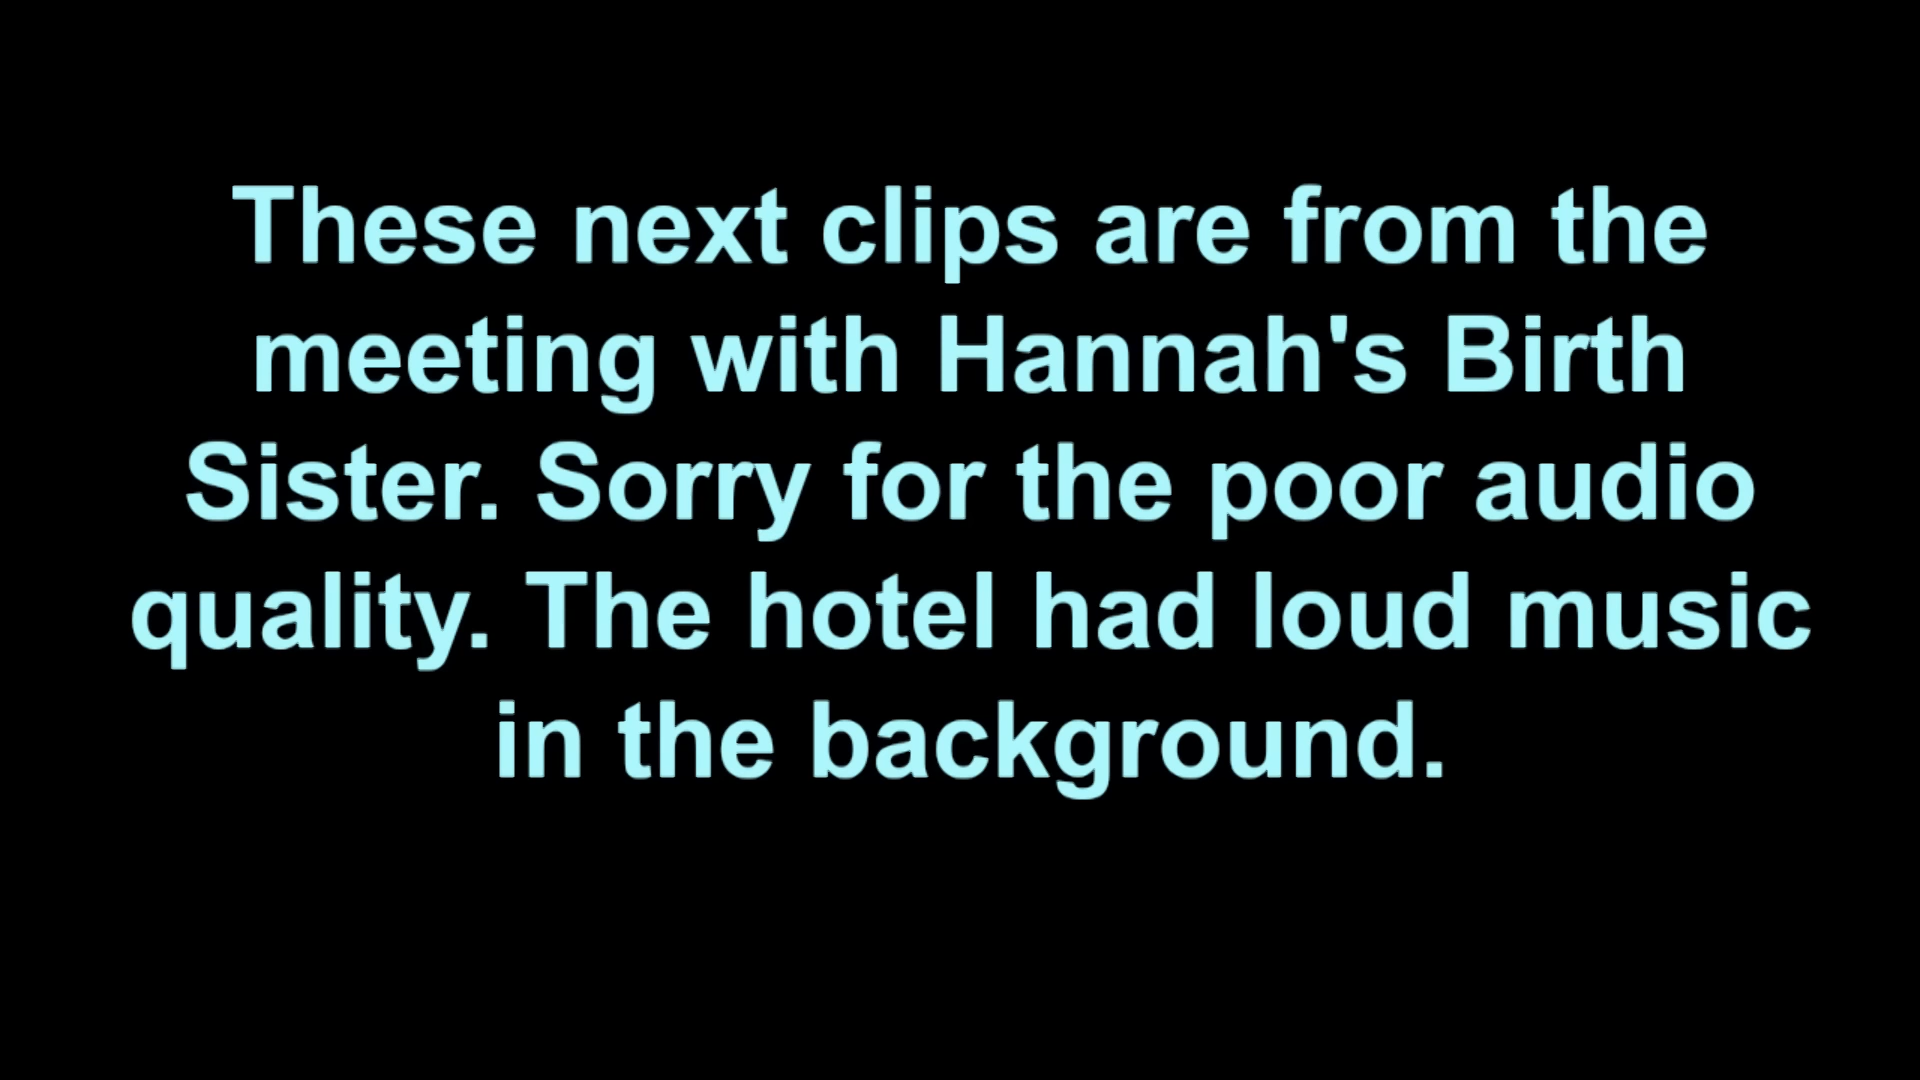 These next clips are from the
meeting with Hannah's Birth
Sister. Sorry for the poor audio
quality. The hotel had loud music
in the background.